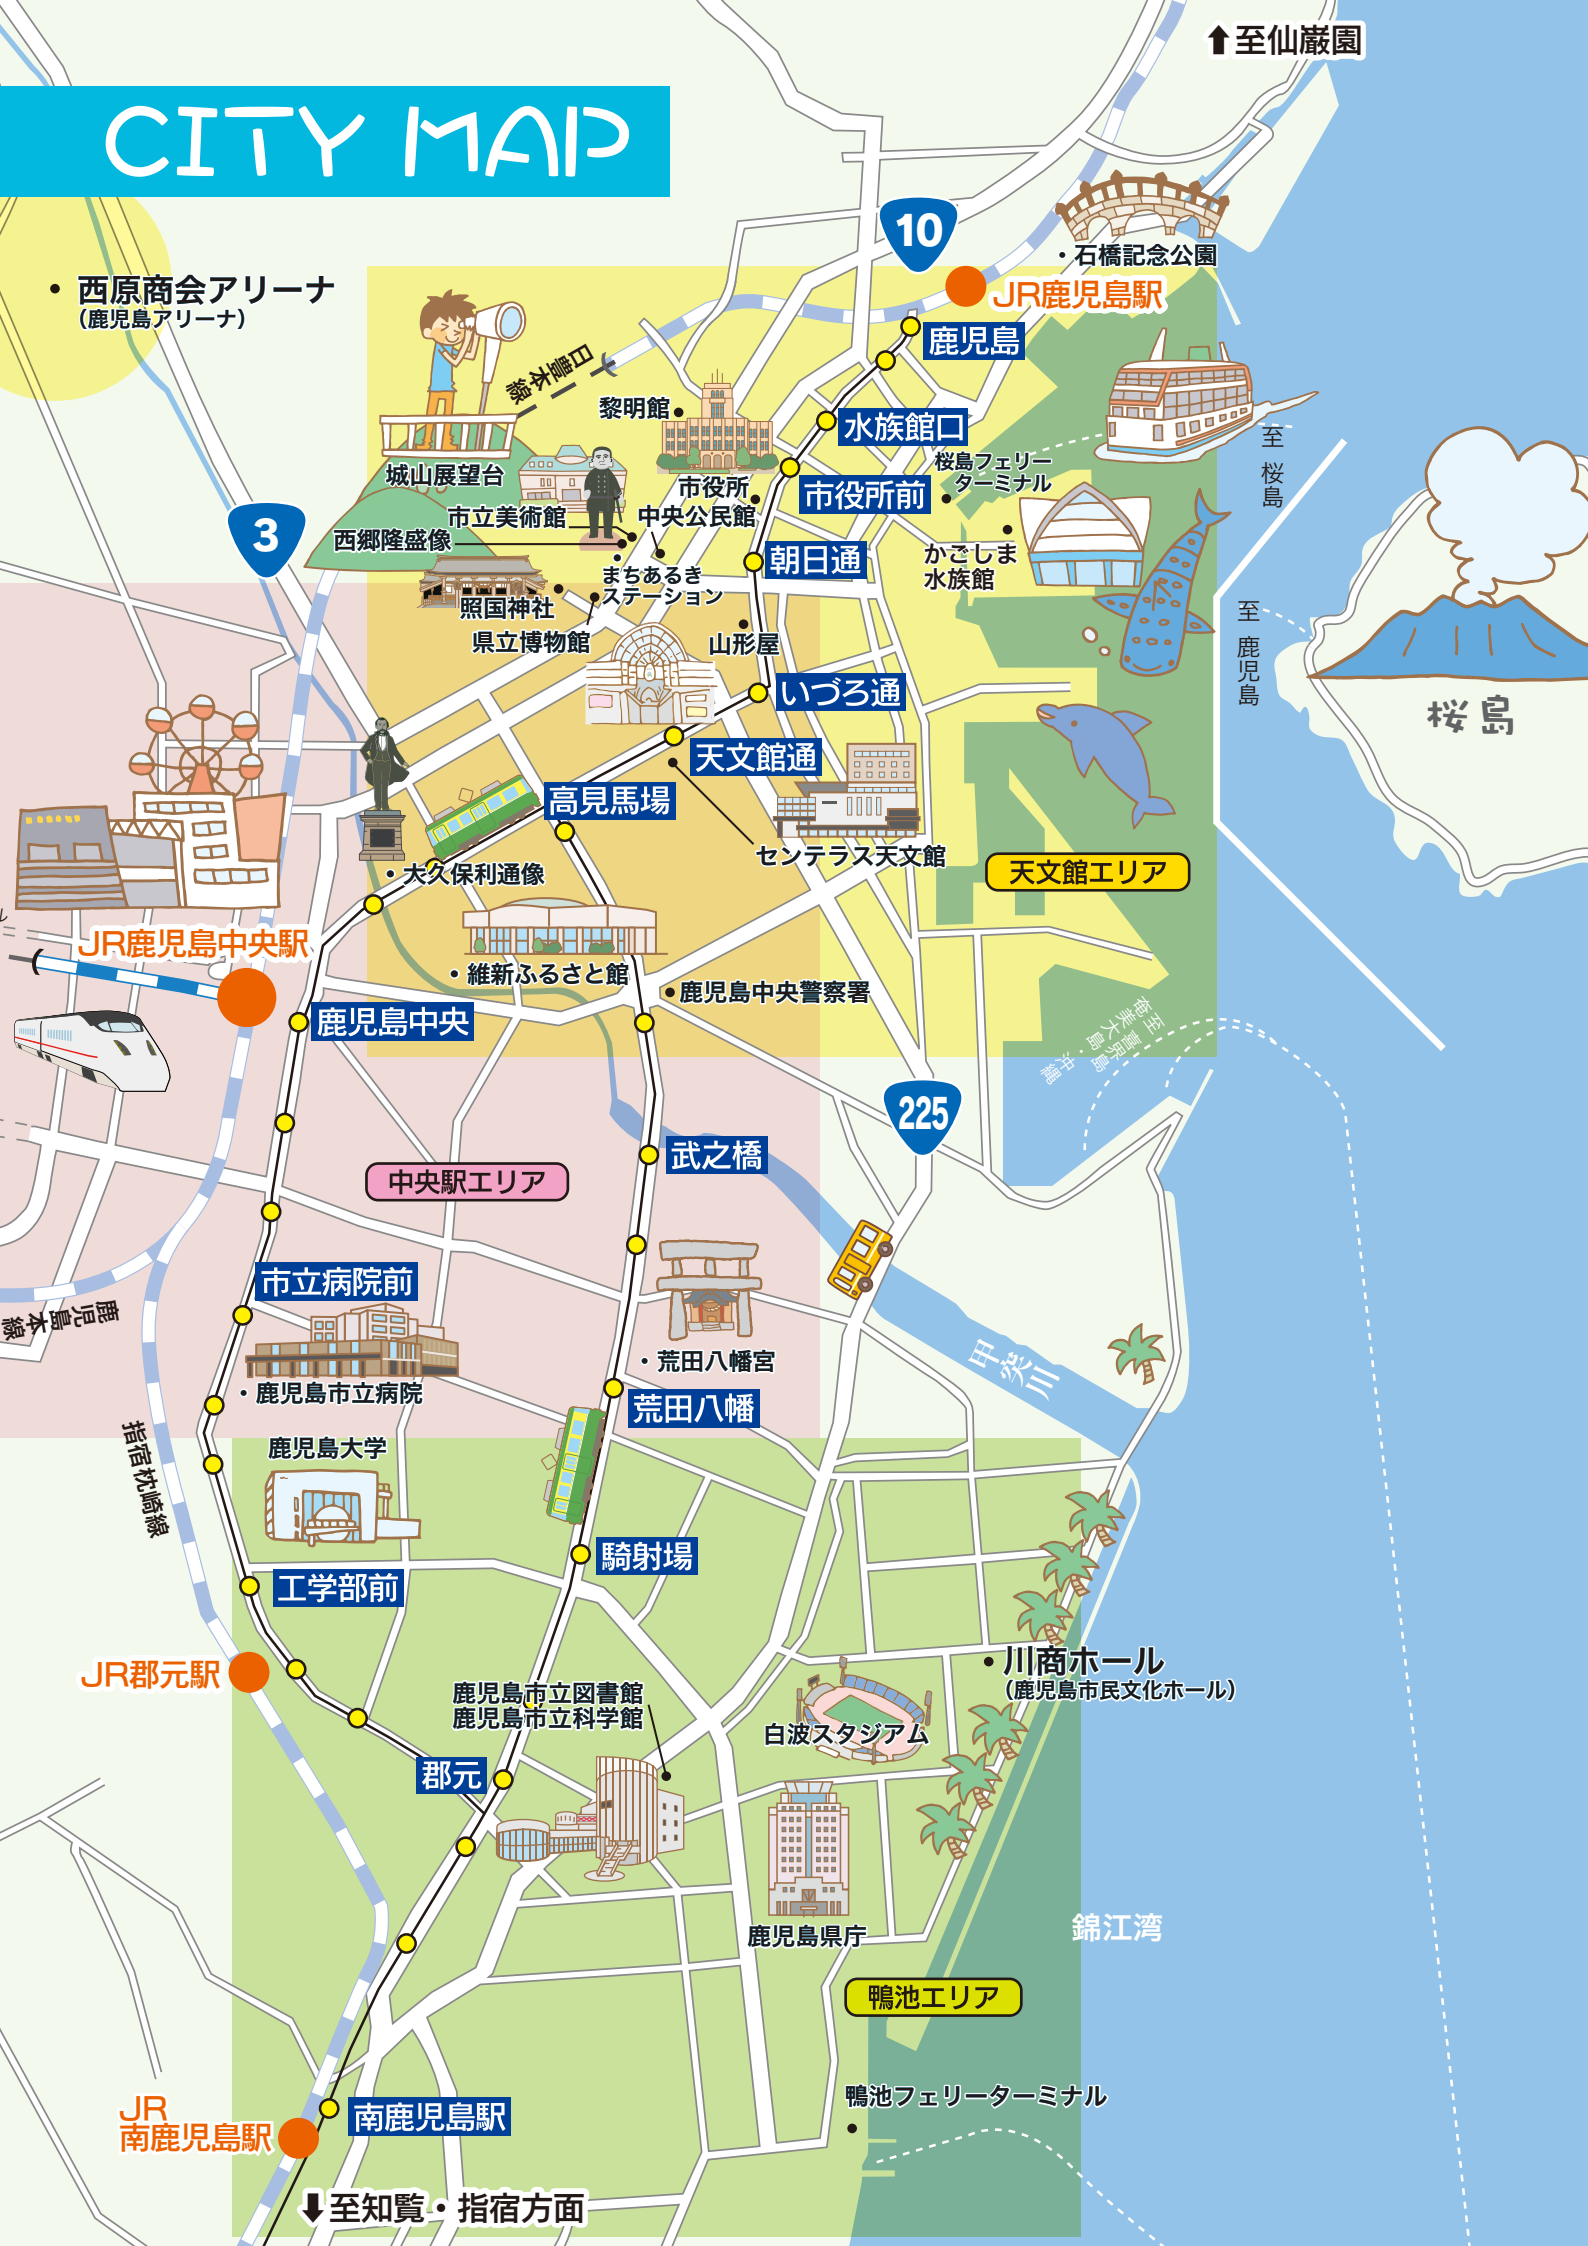 至仙巌園
CITY MAP
10
石橋記念公園
西原商会アリーナ
（鹿児島アリーナ）
JR鹿児島駅
鹿児島
日豊本線
黎明館
水族館口
至 桜島
城山展望台
桜島フェリー
ターミナル
市役所
市役所前
3
市立美術館
中央公民館
西郷隆盛像
朝日通
かごしま
水族館
まちあるき
ステーション
照国神社
県立博物館
山形屋
至 鹿児島
いづろ通
桜島
天文館通
高見馬場
センテラス天文館
天文館エリア
・大久保利通像
JR鹿児島中央駅
・維新ふるさと館
鹿児島中央警察署
鹿児島中央
至喜界島・
奄美大島
沖縄
225
武之橋
中央駅エリア
市立病院前
鹿児島本線
・荒田八幡宮
甲突川
・鹿児島市立病院
荒田八幡
鹿児島大学
指宿枕崎線
騎射場
工学部前
川商ホール
（鹿児島市民文化ホール）
JR郡元駅
鹿児島市立図書館
鹿児島市立科学館
白波スタジアム
郡元
錦江湾
鹿児島県庁
鴨池エリア
鴨池フェリーターミナル
JR
南鹿児島駅
南鹿児島駅
至知覧・指宿方面